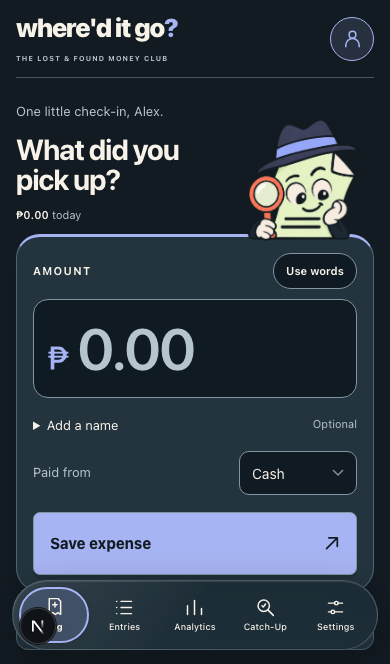 where'd it go?
THE LOST & FOUND MONEY CLUB
One little check-in, Alex.
What did you
pick up?
₱0.00 today
AMOUNT
Use words
₱ 0.00
Add a name
Optional
Paid from
Cash
Save expense
N
Entries
Analytics
Catch-Up
Settings